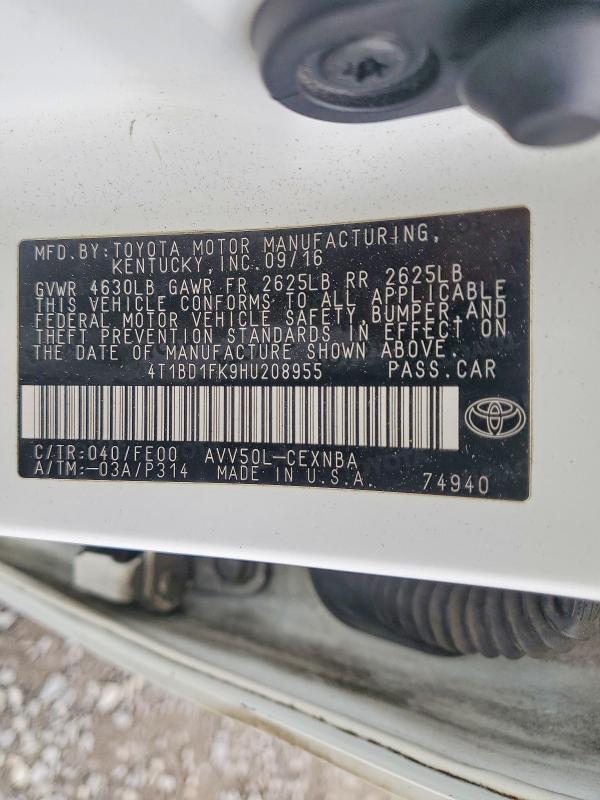 MFD. BY: TOYOTA MOTOR MANUFACTURING,
KENTUCKY, INC. 09/16
GVWR 4630LB GAWR FR 2625LB RR 2625LB
THIS VEHICLE CONFORMS TO ALL APPLICABLE
FEDERAL MOTOR VEHICLE SAFETY, BUMPER, AND
THEFT PREVENTION STANDARDS IN EFFECT ON
THE DATE OF MANUFACTURE SHOWN ABOVE.
4T1BD1FK9HU208955 PASS. CAR
C/TR: 040/FE00 AVV50L-CEXNBA
A/TM: -03A/P314 MADE IN U.S.A. 74940